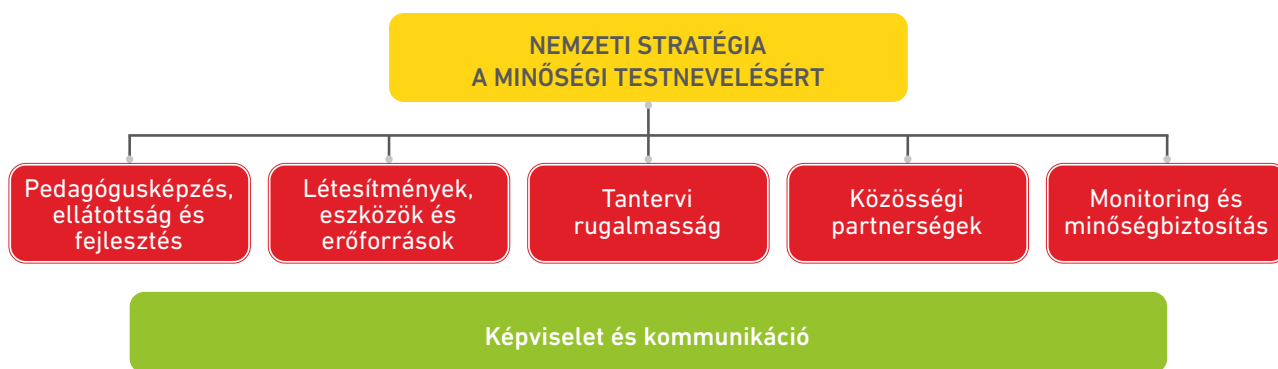 NEMZETI STRATÉGIA
A MINŐSÉGI TESTNEVELÉSÉRT
Pedagógusképzés,
ellátottság és
fejlesztés
Létesítmények,
eszközök és
erőforrások
Tantervi
rugalmasság
Közösségi
partnerségek
Monitoring és
minőségbiztosítás
Képviselet és kommunikáció